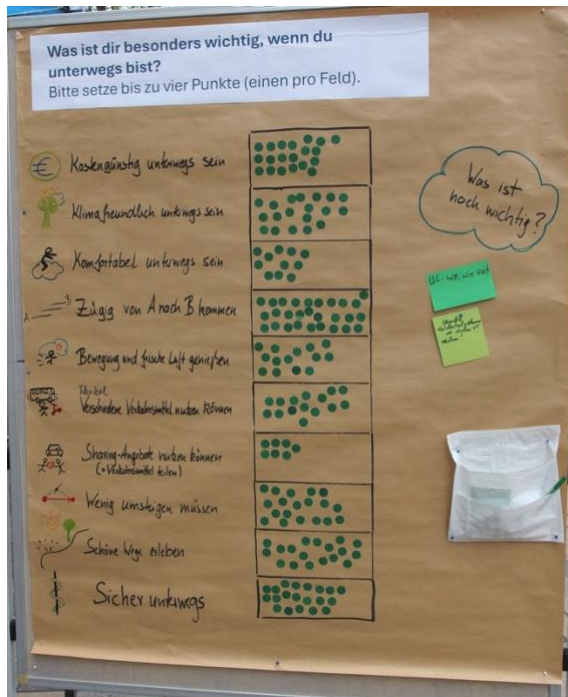 Was ist dir besonders wichtig, wenn du
unterwegs bist?
Bitte setze bis zu vier Punkte (einen pro Feld).
€ Kostengünstig unterwegs sein
Klimafreundlich unterwegs sein
Komfortabel unterwegs sein
A B Zügig von A nach B kommen
Bewegung und frische Luft genießen
Flexibel
Verschiedene Verkehrsmittel nutzen können
Sharing-Angebote nutzen können
(= Verkehrsmittel teilen)
Wenig umsteigen müssen
Schöne Wege erleben
Sicher unterwegs
Was ist
noch wichtig?